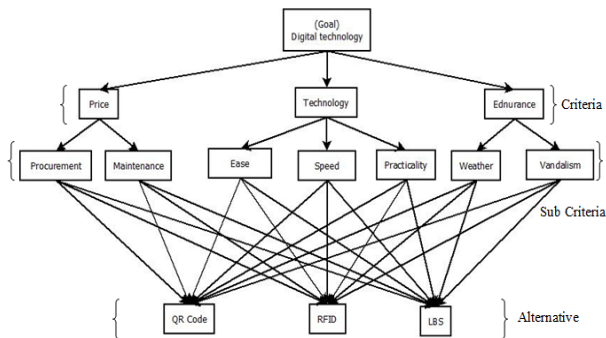 (Goal)
Digital technology
Price
Technology
Ednurance
Criteria
Procurement
Maintenance
Ease
Speed
Practicality
Weather
Vandalism
Sub Criteria
QR Code
RFID
LBS
Alternative